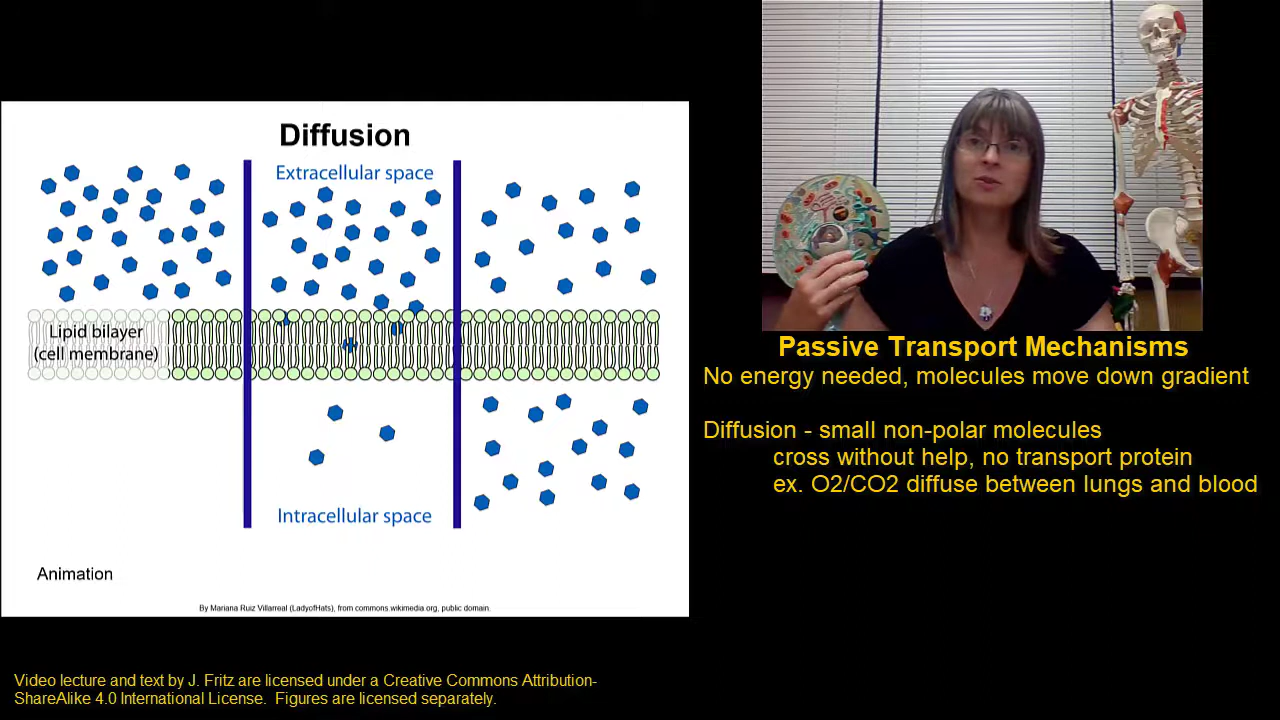 Diffusion
Extracellular space
Lipid bilayer
(cell membrane)
Intracellular space
Animation
By Mariana Ruiz Villarreal (LadyofHats), from commons.wikimedia.org, public domain.
Passive Transport Mechanisms
No energy needed, molecules move down gradient
Diffusion - small non-polar molecules
cross without help, no transport protein
ex. O2/CO2 diffuse between lungs and blood
Video lecture and text by J. Fritz are licensed under a Creative Commons Attribution-
ShareAlike 4.0 International License. Figures are licensed separately.